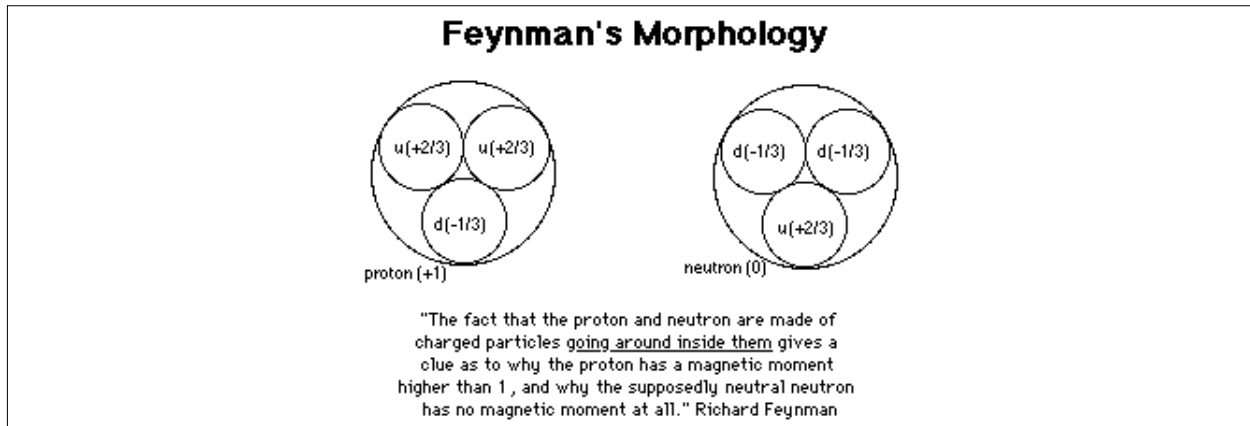 Feynman's Morphology
u(+2/3) u(+2/3)
d(-1/3)
proton (+1)
d(-1/3) d(-1/3)
u(+2/3)
neutron (0)
"The fact that the proton and neutron are made of
charged particles going around inside them gives a
clue as to why the proton has a magnetic moment
higher than 1 , and why the supposedly neutral neutron
has no magnetic moment at all." Richard Feynman